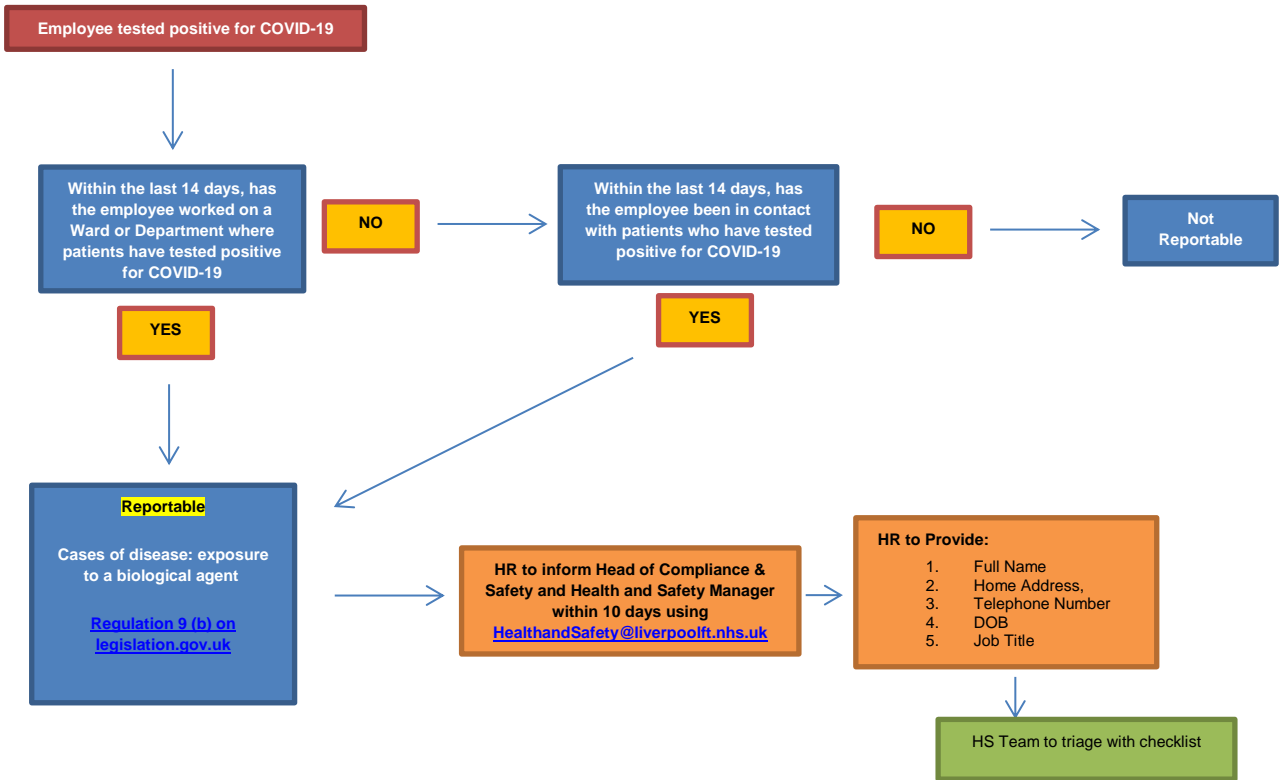 Employee tested positive for COVID-19
Within the last 14 days, has
the employee worked on a
Ward or Department where
patients have tested positive
for COVID-19
NO
Within the last 14 days, has
the employee been in contact
with patients who have tested
positive for COVID-19
NO
Not
Reportable
YES
YES
Reportable
Cases of disease: exposure
to a biological agent
Regulation 9 (b) on
legislation.gov.uk
HR to inform Head of Compliance &
Safety and Health and Safety Manager
within 10 days using
HealthandSafety@liverpoolft.nhs.uk
HR to Provide:
1. Full Name
2. Home Address,
3. Telephone Number
4. DOB
5. Job Title
HS Team to triage with checklist